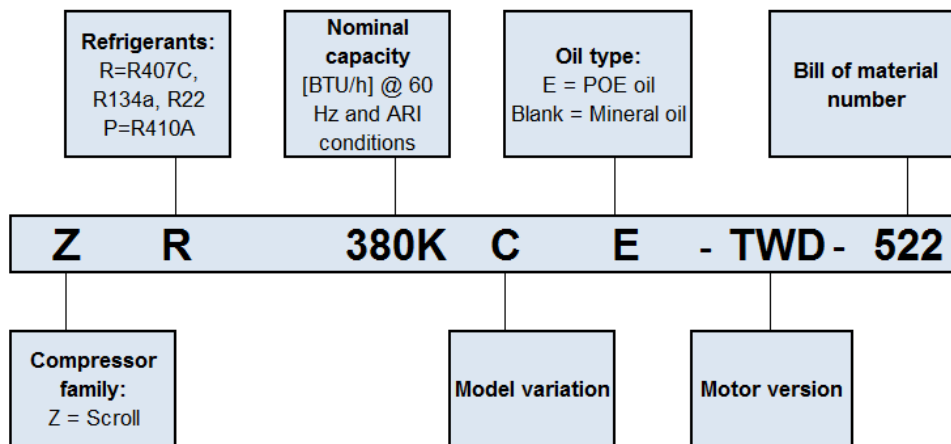 Refrigerants:
R=R407C,
R134a, R22
P=R410A
Nominal
capacity
[BTU/h] @ 60
Hz and ARI
conditions
Oil type:
E = POE oil
Blank = Mineral oil
Bill of material
number
Z R 380K C E - TWD - 522
Compressor
family:
Z = Scroll
Model variation
Motor version